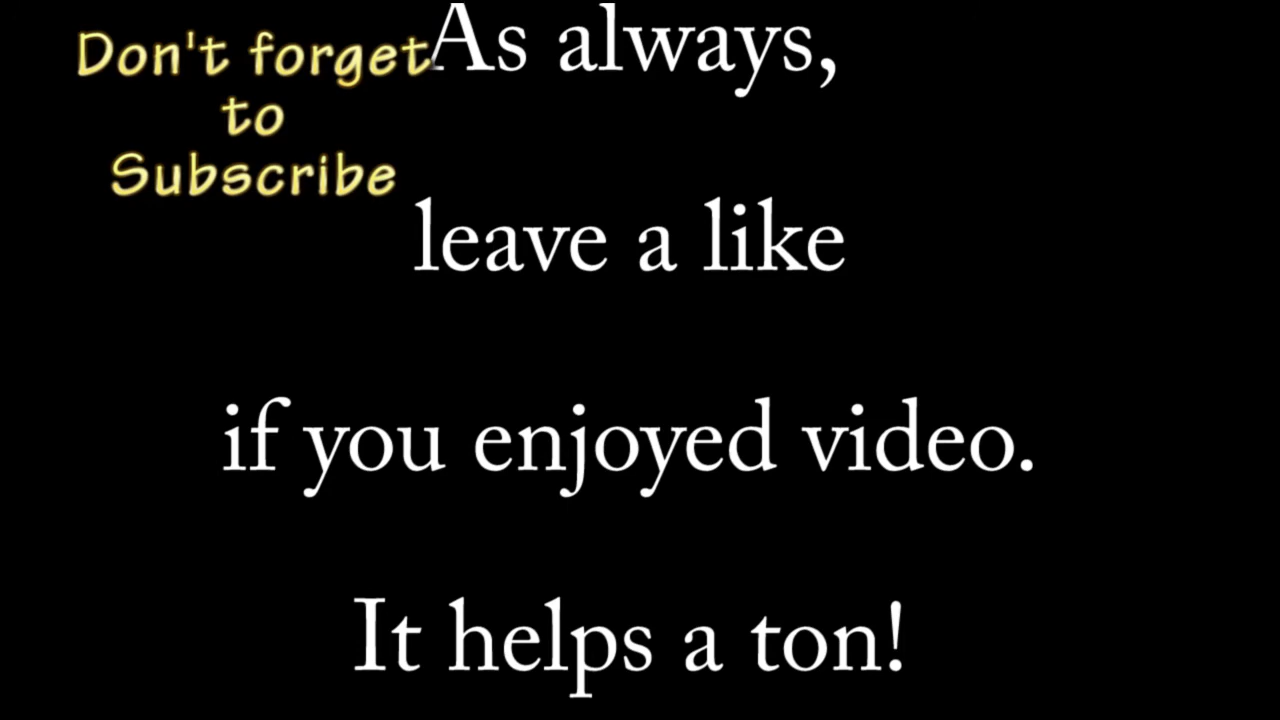 Don't forget
to
Subscribe
As always,
leave a like
if you enjoyed video.
It helps a ton!